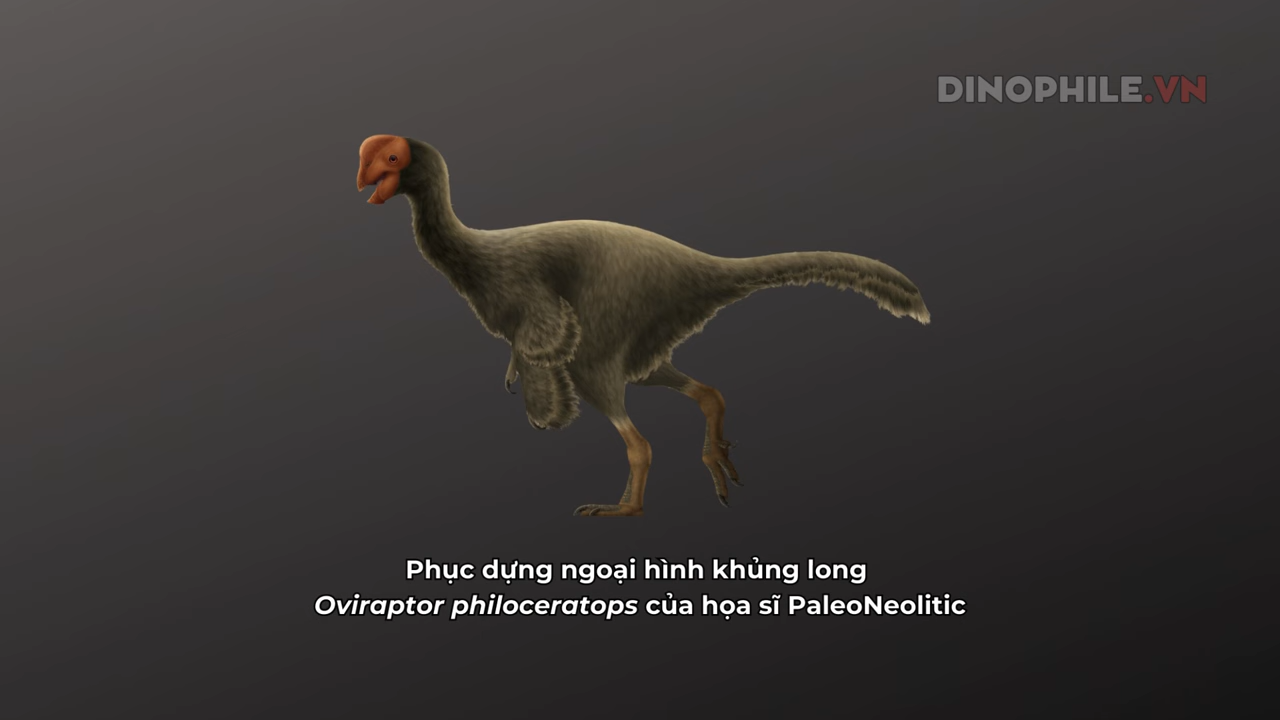 DINOPHILE.VN
Phục dựng ngoại hình khủng long
Oviraptor philoceratops của họa sĩ PaleoNeolitic